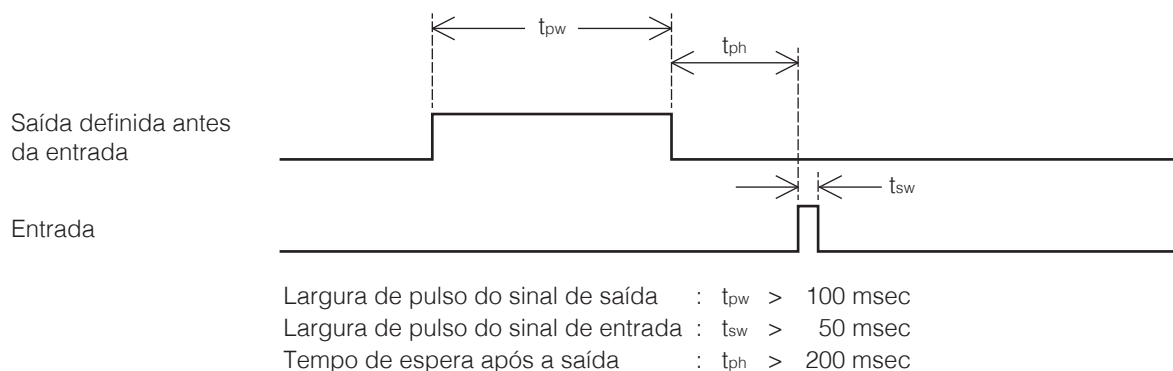 tpw
tph
Saída definida antes
da entrada
tsw
Entrada
Largura de pulso do sinal de saída : tpw > 100 msec
Largura de pulso do sinal de entrada : tsw > 50 msec
Tempo de espera após a saída : tph > 200 msec